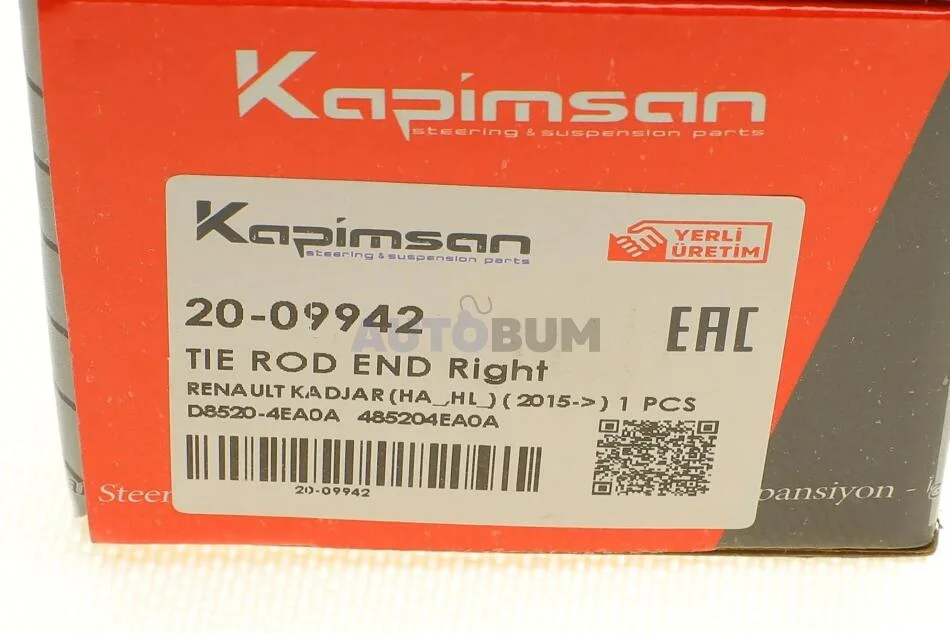 Kapimsan
steering & suspension parts
Kapimsan
steering & suspension parts
YERLİ
ÜRETİM
20-09942
AUTOBUM
EAC
TIE ROD END Right
RENAULT KADJAR (HA_,HL_) ( 2015-> ) 1 PCS
D8520-4EA0A 485204EA0A
20-09942
Steer
pansiyon -